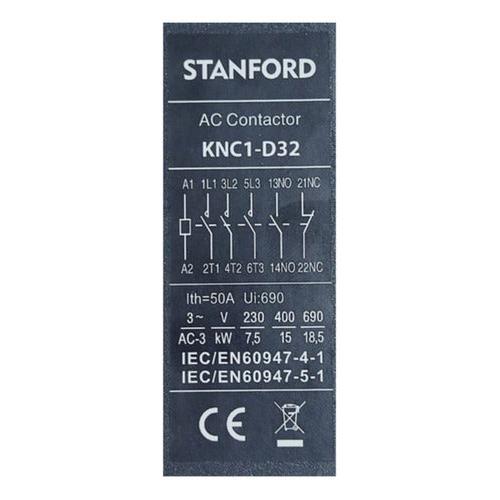 STANFORD
AC Contactor
KNC1-D32
A1 1L1 3L2 5L3 13NO 21NC
A2 2T1 4T2 6T3 14NO 22NC
Ith=50A Ui:690
3~ V 230 400 690
AC-3 kW 7,5 15 18,5
IEC/EN60947-4-1
IEC/EN60947-5-1
CE